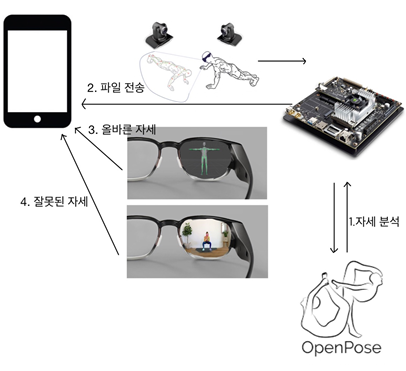 2. 파일 전송
3. 올바른 자세
4. 잘못된 자세
1.자세 분석
OpenPose